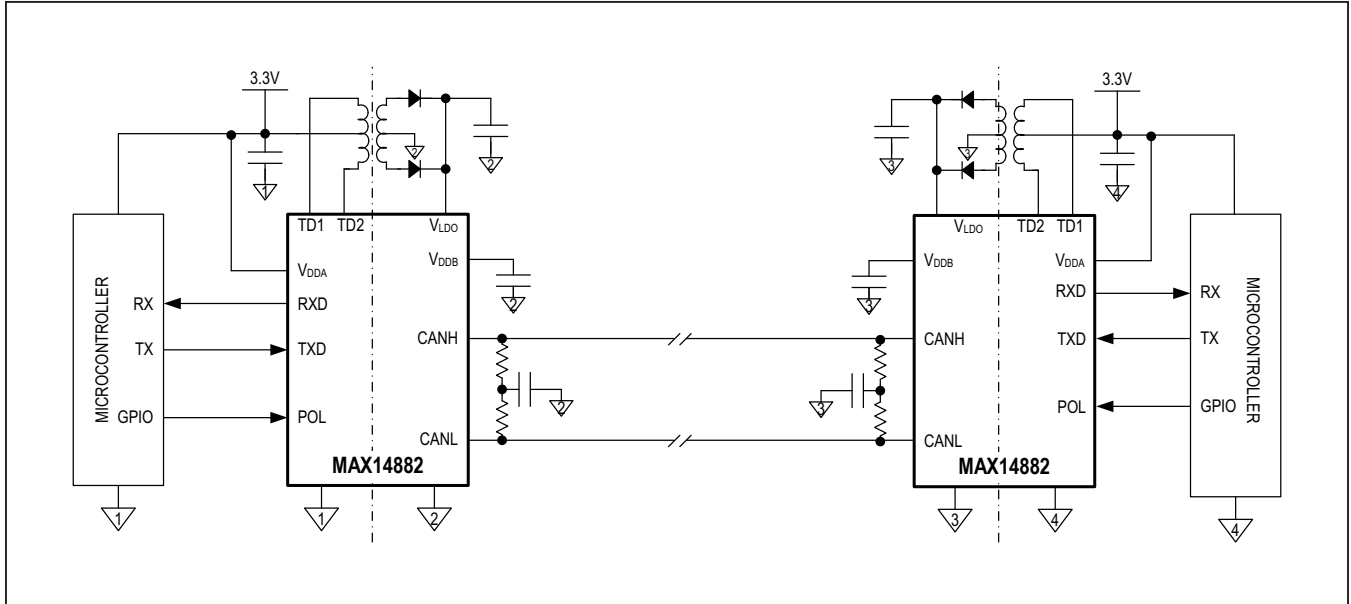 3.3V
3.3V
2
3
1
2
3
4
TD1 TD2 VLDO
VLDO TD2 TD1
VDDA
VDDB
VDDB
VDDA
2
3
MICROCONTROLLER
RX
RXD
RXD
RX
MICROCONTROLLER
TX
TXD
CANH
CANH
TXD
TX
2
3
GPIO
POL
POL
GPIO
CANL
CANL
MAX14882
MAX14882
1
1
2
3
4
4